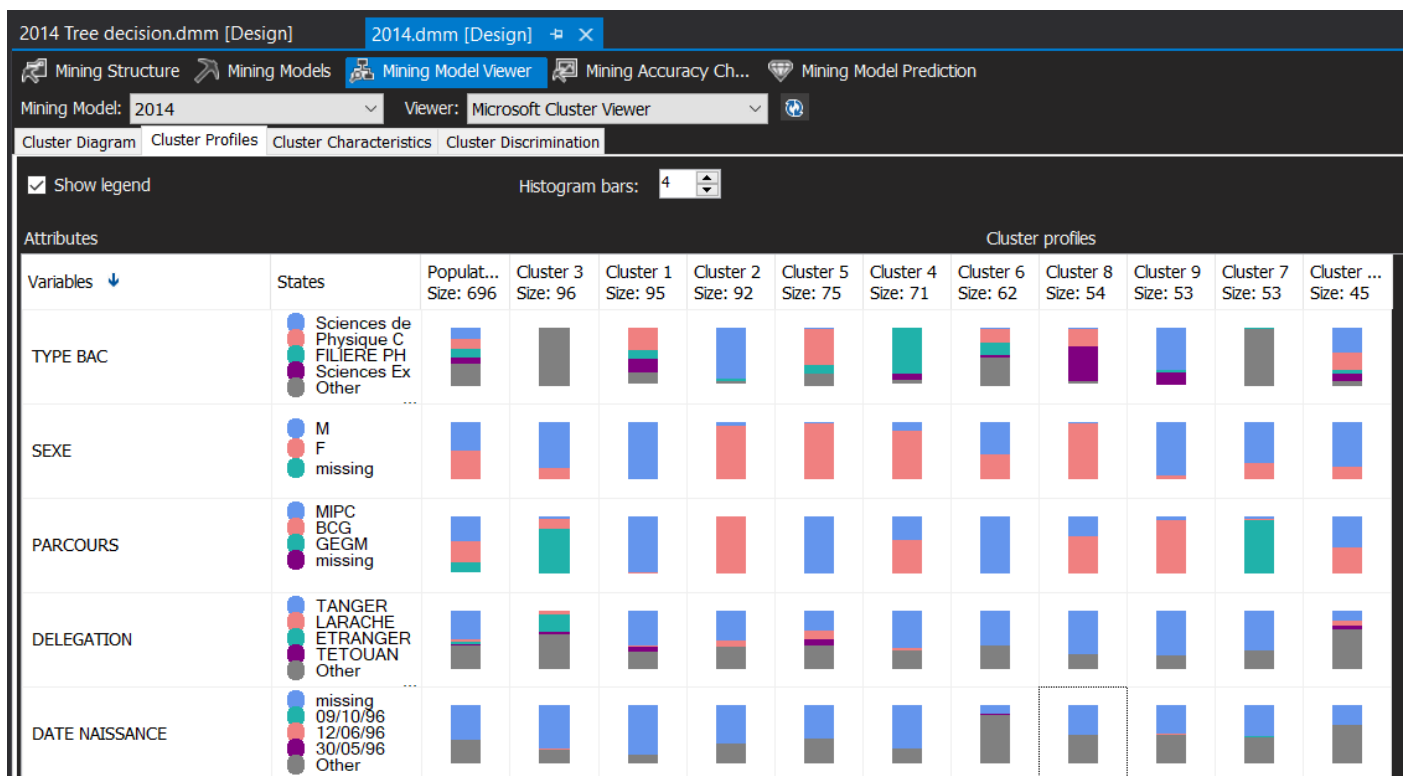 2014 Tree decision.dmm [Design] 2014.dmm [Design]
Mining Structure Mining Models Mining Model Viewer Mining Accuracy Ch... Mining Model Prediction
Mining Model: 2014 Viewer: Microsoft Cluster Viewer
Cluster Diagram Cluster Profiles Cluster Characteristics Cluster Discrimination
Show legend Histogram bars: 4
Attributes Cluster profiles
Variables States Populat... Cluster 3 Cluster 1 Cluster 2 Cluster 5 Cluster 4 Cluster 6 Cluster 8 Cluster 9 Cluster 7 Cluster ...
Size: 696 Size: 96 Size: 95 Size: 92 Size: 75 Size: 71 Size: 62 Size: 54 Size: 53 Size: 53 Size: 45
TYPE BAC
Sciences de
Physique C
FILIERE PH
Sciences Ex
Other
...
SEXE
M
F
missing
PARCOURS
MIPC
BCG
GEGM
missing
DELEGATION
TANGER
LARACHE
ETRANGER
TETOUAN
Other
...
DATE NAISSANCE
missing
09/10/96
12/06/96
30/05/96
Other